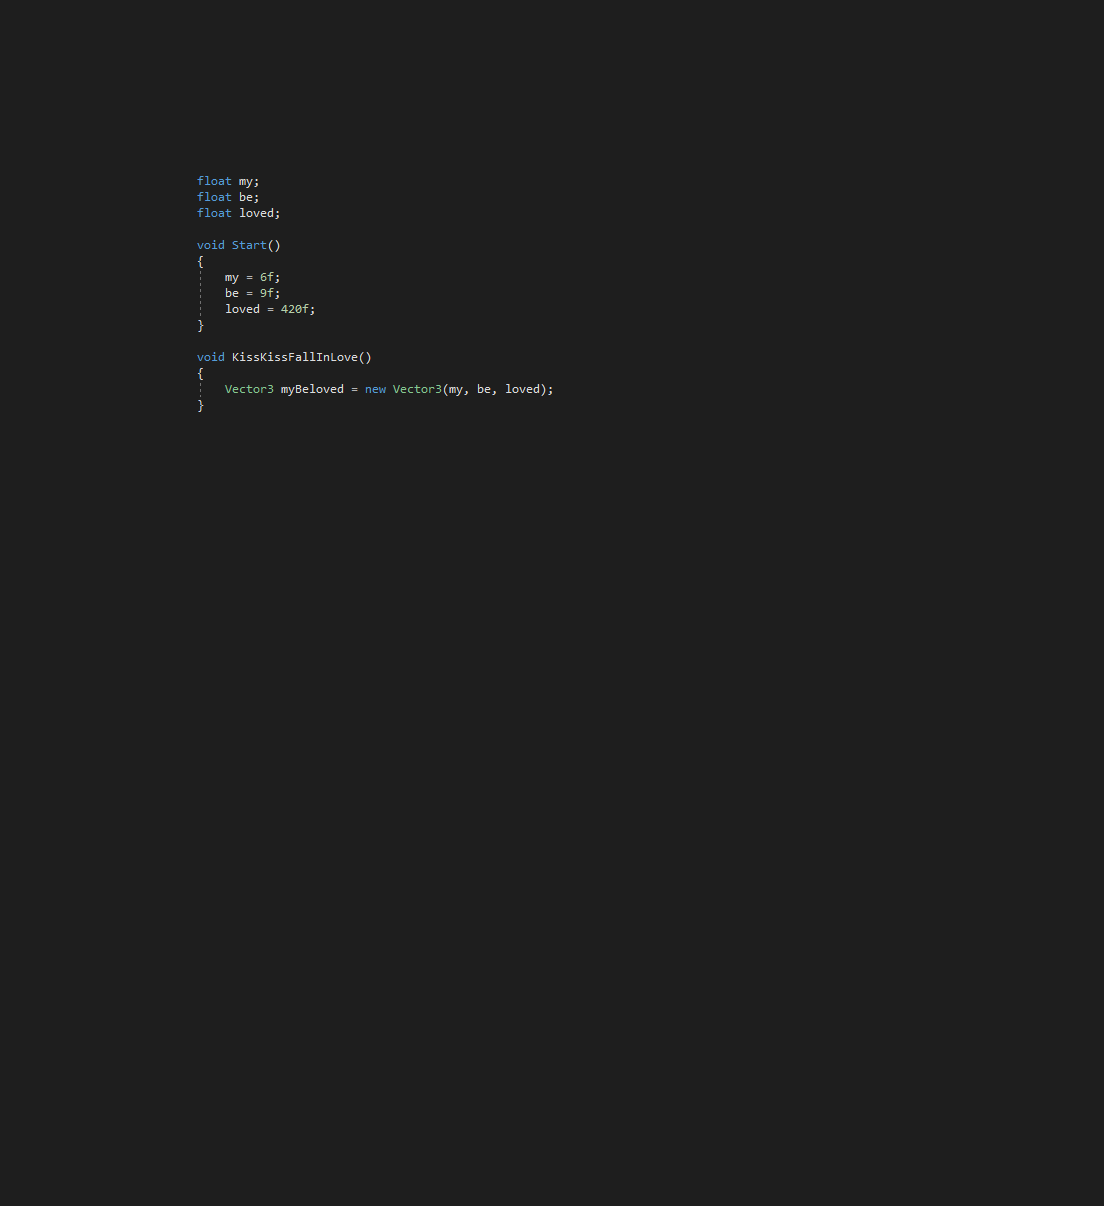 float my;
float be;
float loved;
void Start()
{
my = 6f;
be = 9f;
loved = 420f;
}
void KissKissFallInLove()
{
Vector3 myBeloved = new Vector3(my, be, loved);
}